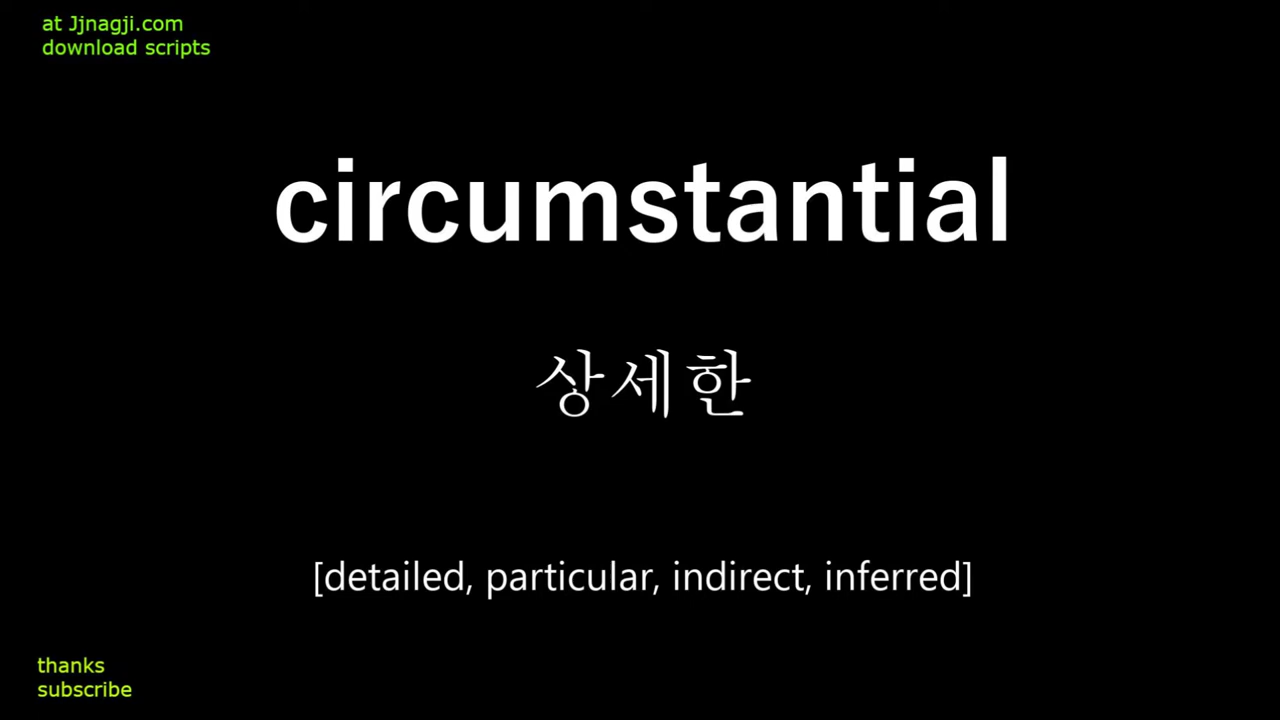 at Jjnagji.com
download scripts
circumstantial
상세한
[detailed, particular, indirect, inferred]
thanks
subscribe